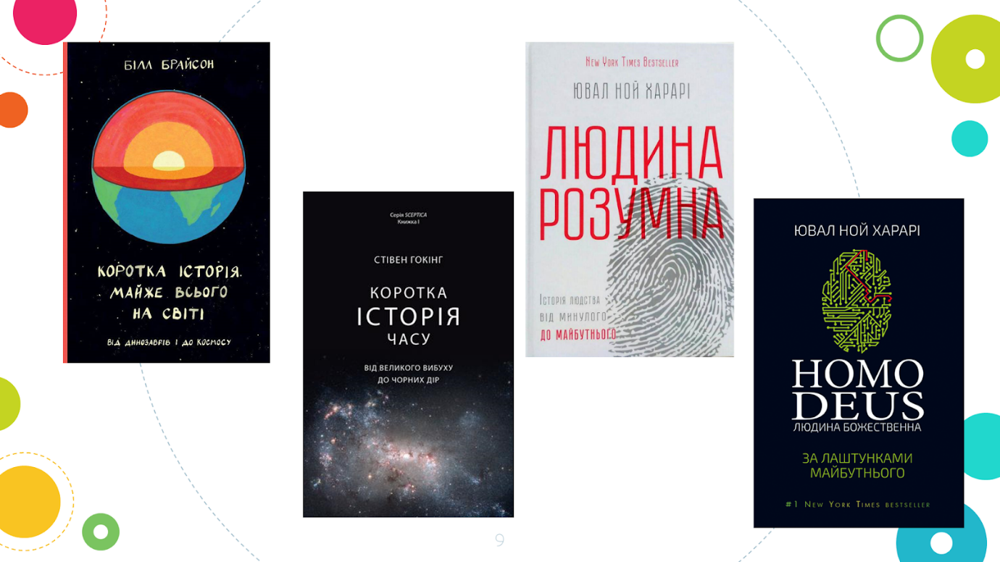 БІЛЛ БРАЙСОН
КОРОТКА ІСТОРІЯ
МАЙЖЕ ВСЬОГО
НА СВІТІ
ВІД ДИНОЗАВРІВ І ДО КОСМОСУ
Серія SCEPTICA
Книжка I
СТІВЕН ГОКІНГ
КОРОТКА
ІСТОРІЯ
ЧАСУ
ВІД ВЕЛИКОГО ВИБУХУ
ДО ЧОРНИХ ДІР
NEW YORK TIMES BESTSELLER
ЮВАЛ НОЙ ХАРАРІ
ЛЮДИНА
РОЗУМНА
ІСТОРІЯ ЛЮДСТВА
ВІД МИНУЛОГО
ДО МАЙБУТНЬОГО
ЮВАЛ НОЙ ХАРАРІ
HOMO
DEUS
ЛЮДИНА БОЖЕСТВЕННА
ЗА ЛАШТУНКАМИ
МАЙБУТНЬОГО
#1 NEW YORK TIMES BESTSELLER
9